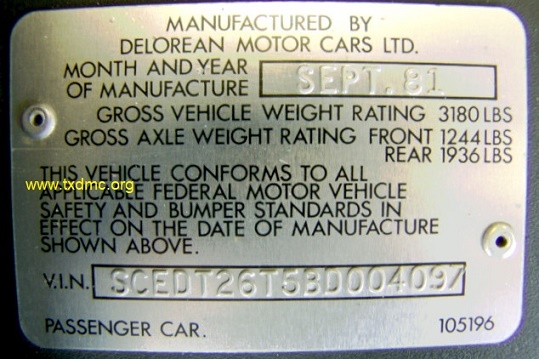 MANUFACTURED BY
DELOREAN MOTOR CARS LTD.
MONTH AND YEAR
OF MANUFACTURE SEPT. 81
GROSS VEHICLE WEIGHT RATING 3180 LBS
GROSS AXLE WEIGHT RATING FRONT 1244 LBS
REAR 1936 LBS
THIS VEHICLE CONFORMS TO ALL
www.txdmc.org
APPLICABLE FEDERAL MOTOR VEHICLE
SAFETY AND BUMPER STANDARDS IN
EFFECT ON THE DATE OF MANUFACTURE
SHOWN ABOVE.
V.I.N. SCEDT26T5BD004097
PASSENGER CAR. 105196